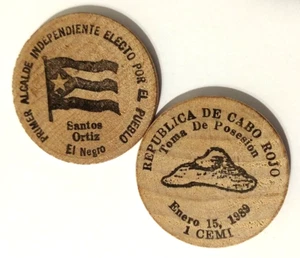 PRIMER ALCALDE INDEPENDIENTE ELECTO POR EL PUEBLO
Santos
Ortiz
El Negro
REPUBLICA DE CABO ROJO
Toma De Posesion
Enero 15, 1989
1 CEMI